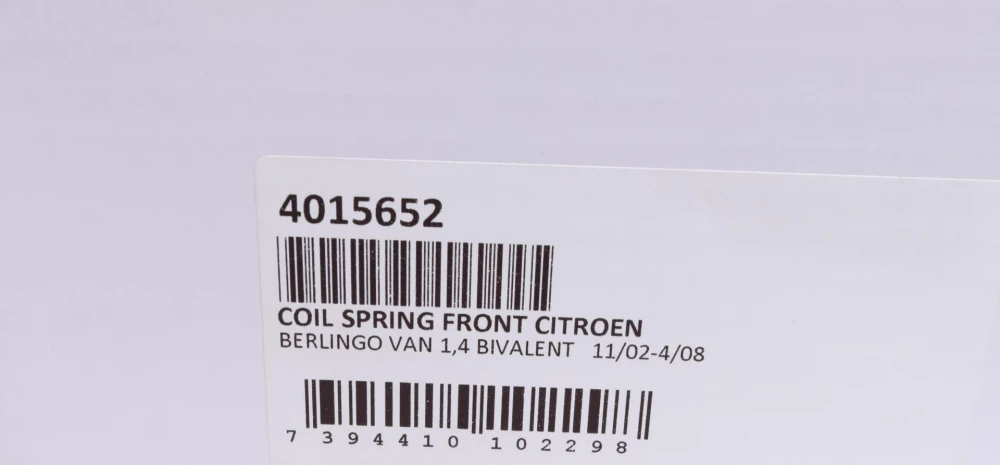 4015652
COIL SPRING FRONT CITROEN
BERLINGO VAN 1,4 BIVALENT 11/02-4/08
7 394410 102298